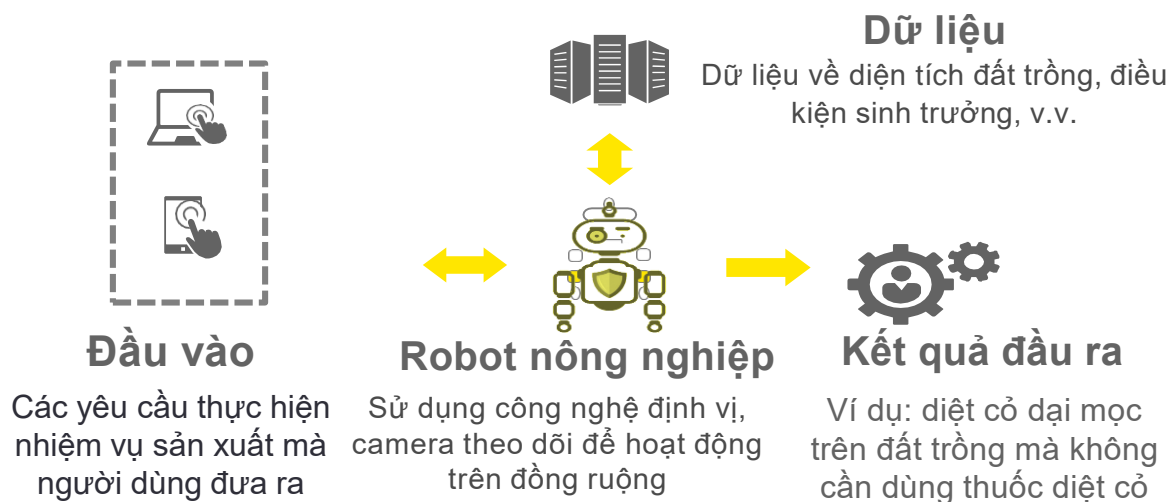 Dữ liệu
Dữ liệu về diện tích đất trồng, điều
kiện sinh trưởng, v.v.
Đầu vào
Các yêu cầu thực hiện
nhiệm vụ sản xuất mà
người dùng đưa ra
Robot nông nghiệp
Sử dụng công nghệ định vị,
camera theo dõi để hoạt động
trên đồng ruộng
Kết quả đầu ra
Ví dụ: diệt cỏ dại mọc
trên đất trồng mà không
cần dùng thuốc diệt cỏ